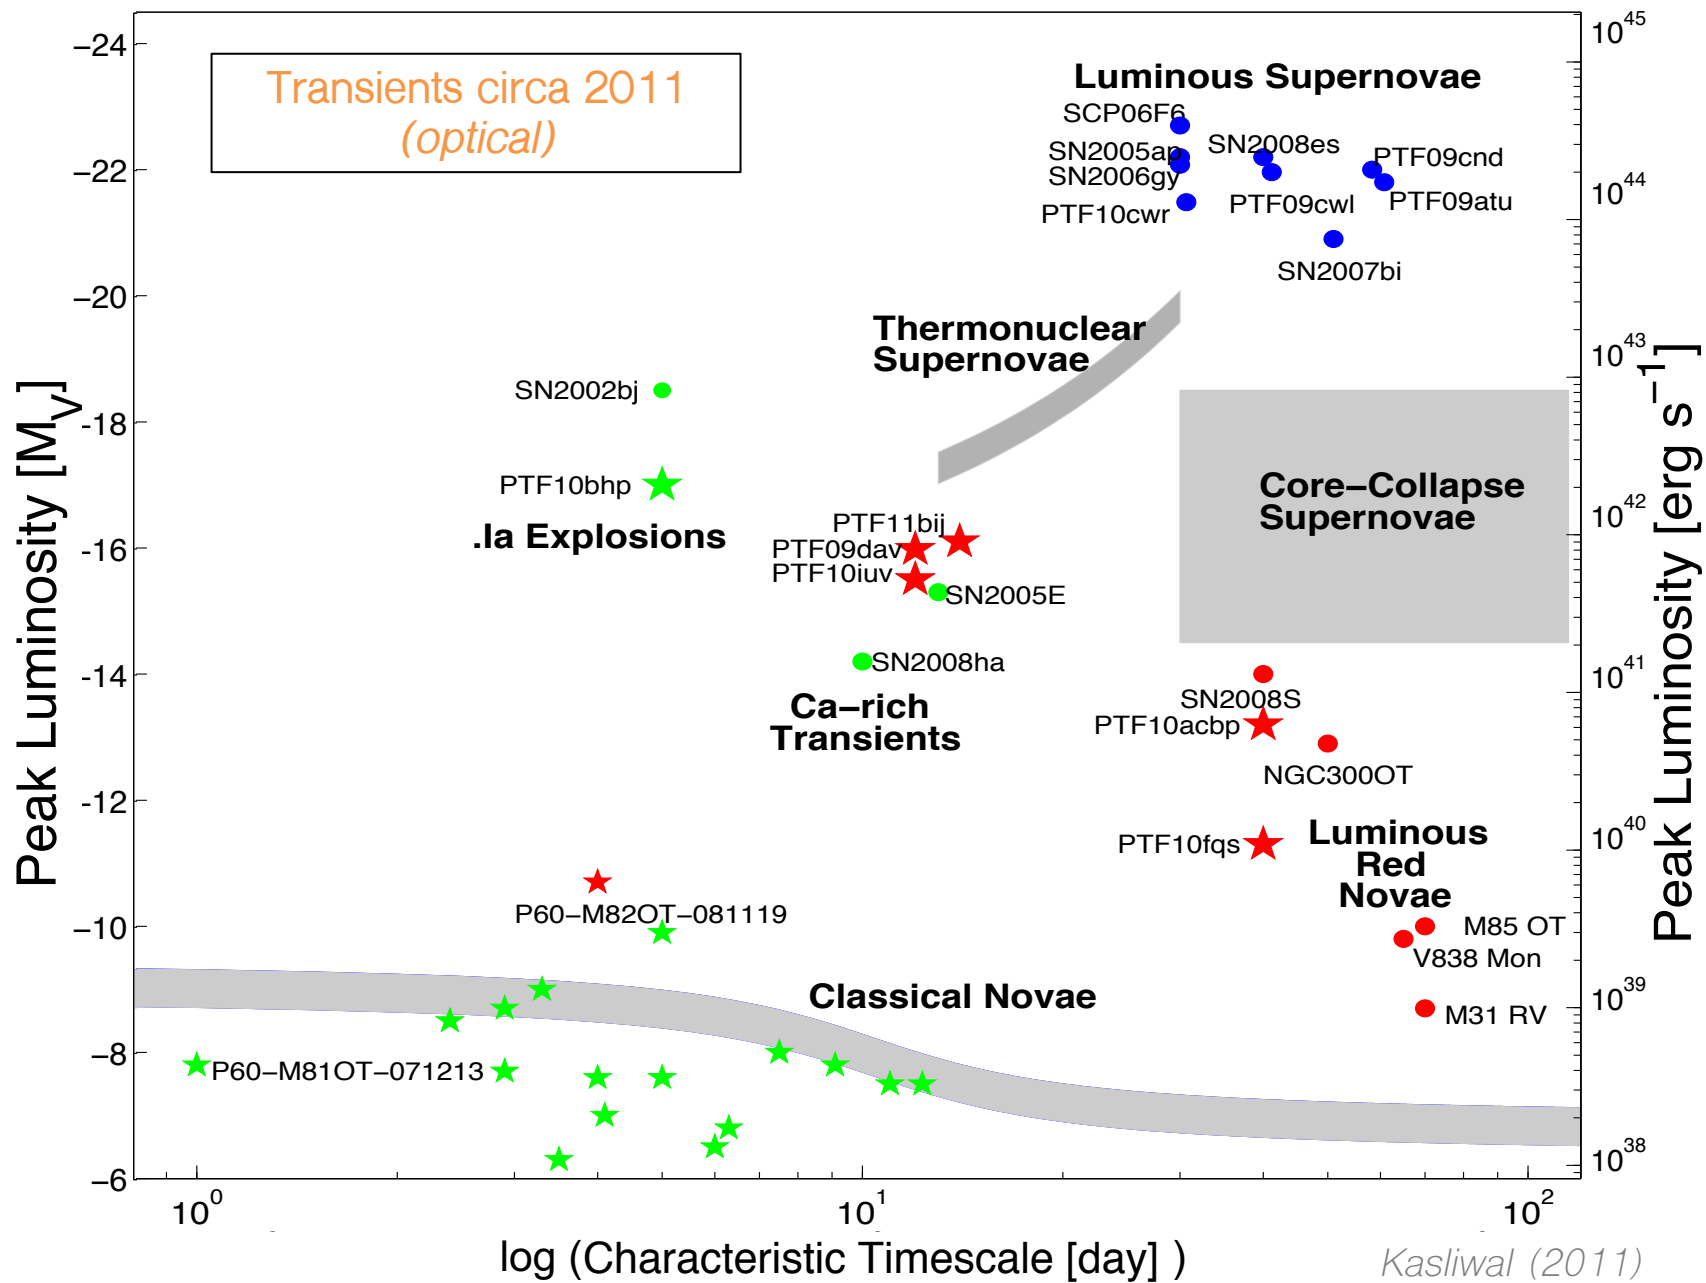 Transients circa 2011
(optical)
Luminous Supernovae
SCP06F6
SN2005ap
SN2008es
PTF09cnd
SN2006gy
PTF10cwr
PTF09cwl
PTF09atu
SN2007bi
Thermonuclear
Supernovae
SN2002bj
PTF10bhp
.Ia Explosions
Core−Collapse
Supernovae
PTF11bij
PTF09dav
PTF10iuv
SN2005E
SN2008ha
Ca−rich
Transients
SN2008S
PTF10acbp
NGC300OT
PTF10fqs
Luminous
Red
Novae
P60−M82OT−081119
M85 OT
V838 Mon
Classical Novae
M31 RV
P60−M81OT−071213
Peak Luminosity [M_V]
−24
−22
−20
-18
−16
−14
-12
−10
−8
−6
10^0
10^1
10^2
log (Characteristic Timescale [day] )
10^45
10^44
10^43
10^42
10^41
10^40
10^39
10^38
Peak Luminosity [erg s^−1]
Kasliwal (2011)